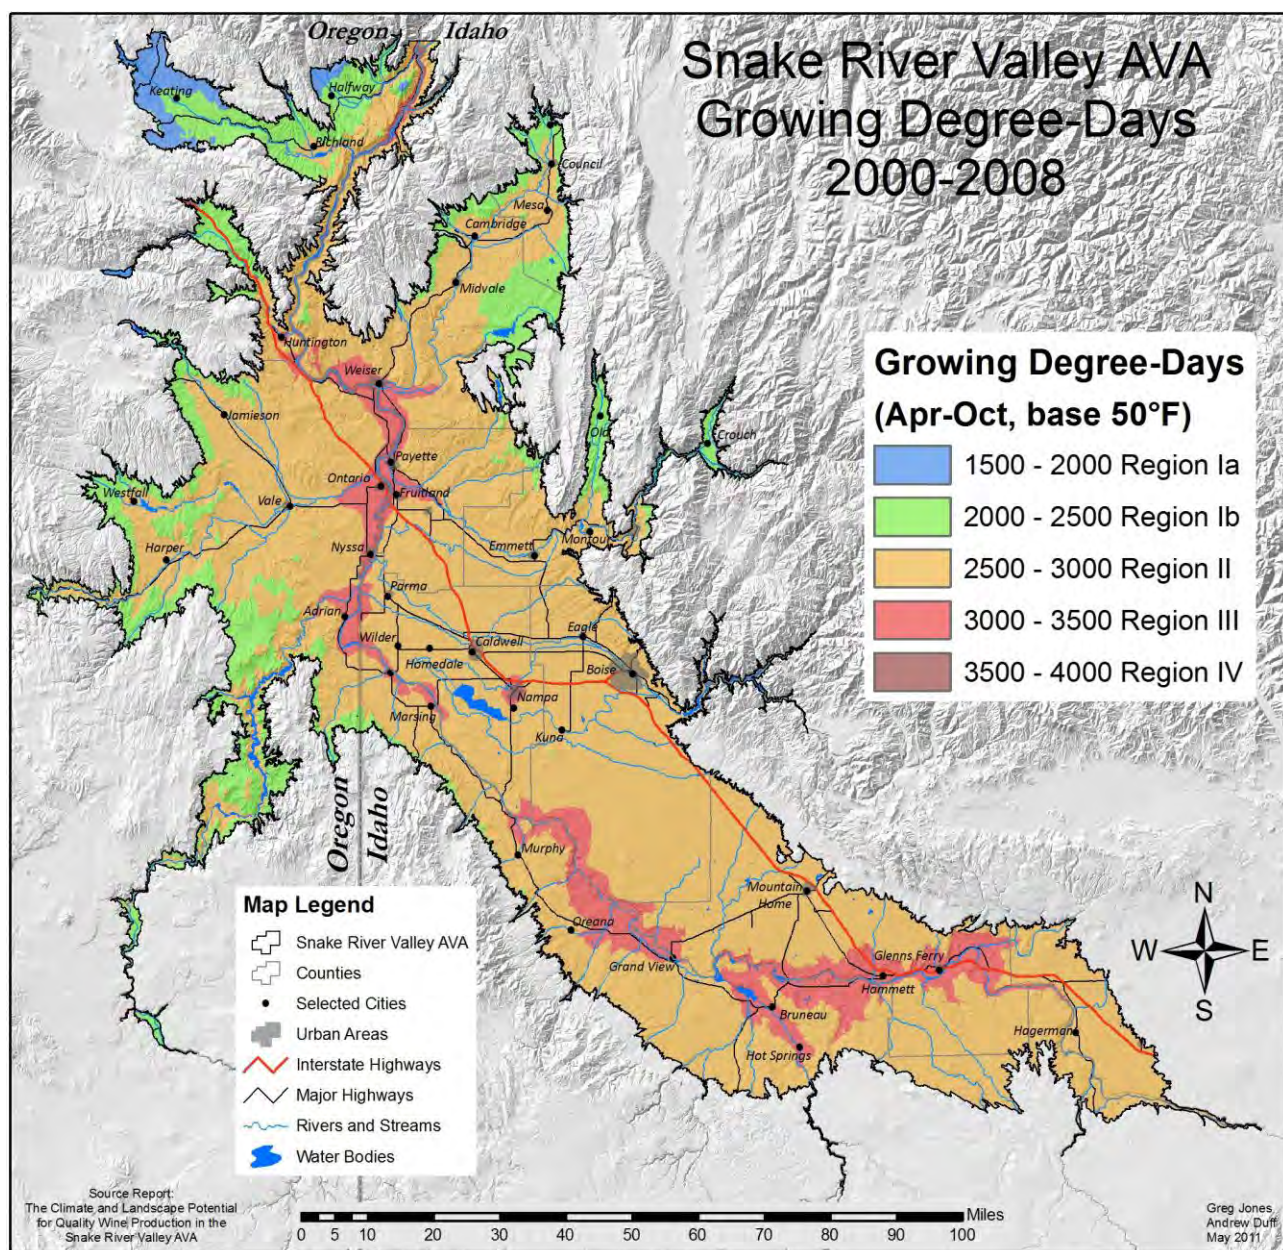 Oregon
Idaho
Snake River Valley AVA
Growing Degree-Days
2000-2008
Keating
Halfway
Richland
Council
Mesa
Cambridge
Midvale
Huntington
Weiser
Jamieson
Old
Crouch
Payette
Ontario
Fruitland
Westfall
Vale
Harper
Nyssa
Emmett
Montour
Parma
Adrian
Wilder
Homedale
Caldwell
Eagle
Boise
Marsing
Nampa
Kuna
Growing Degree-Days
(Apr-Oct, base 50°F)
1500 - 2000 Region Ia
2000 - 2500 Region Ib
2500 - 3000 Region II
3000 - 3500 Region III
3500 - 4000 Region IV
Oregon
Idaho
Murphy
Mountain
Home
Oreana
Grand View
Glenns Ferry
Hammett
Bruneau
Hot Springs
Hagerman
N
W
E
S
Map Legend
Snake River Valley AVA
Counties
Selected Cities
Urban Areas
Interstate Highways
Major Highways
Rivers and Streams
Water Bodies
Source Report:
The Climate and Landscape Potential
for Quality Wine Production in the
Snake River Valley AVA
Miles
0 5 10 20 30 40 50 60 70 80 90 100
Greg Jones
Andrew Duff
May 2011